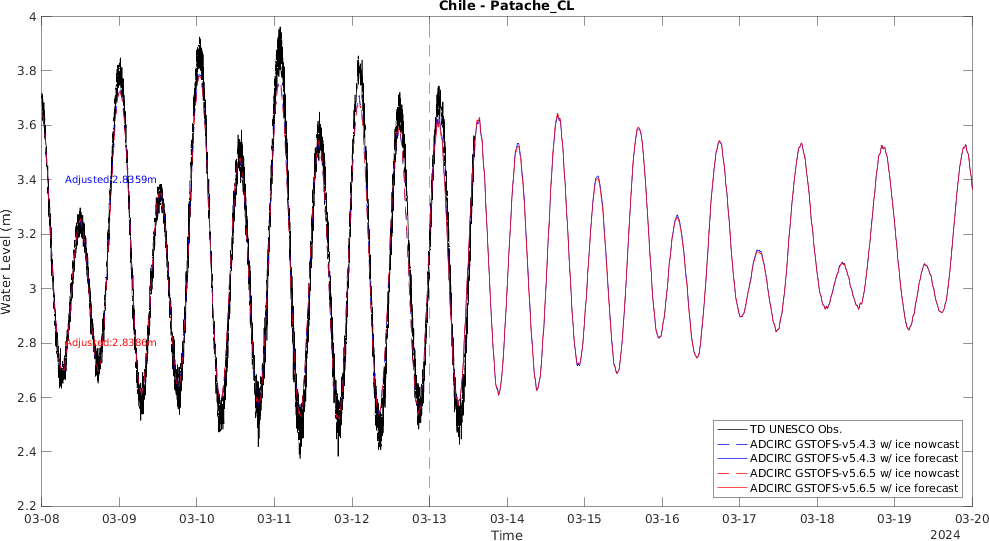 Chile - Patache_CL
4
3.8
3.6
3.4
3.2
3
2.8
2.6
2.4
2.2
Water Level (m)
Adjusted:2.8359m
Adjusted:2.8386m
TD UNESCO Obs.
ADCIRC GSTOFS-v5.4.3 w/ ice nowcast
ADCIRC GSTOFS-v5.4.3 w/ ice forecast
ADCIRC GSTOFS-v5.6.5 w/ ice nowcast
ADCIRC GSTOFS-v5.6.5 w/ ice forecast
03-08 03-09 03-10 03-11 03-12 03-13 03-14 03-15 03-16 03-17 03-18 03-19 03-20
Time
2024